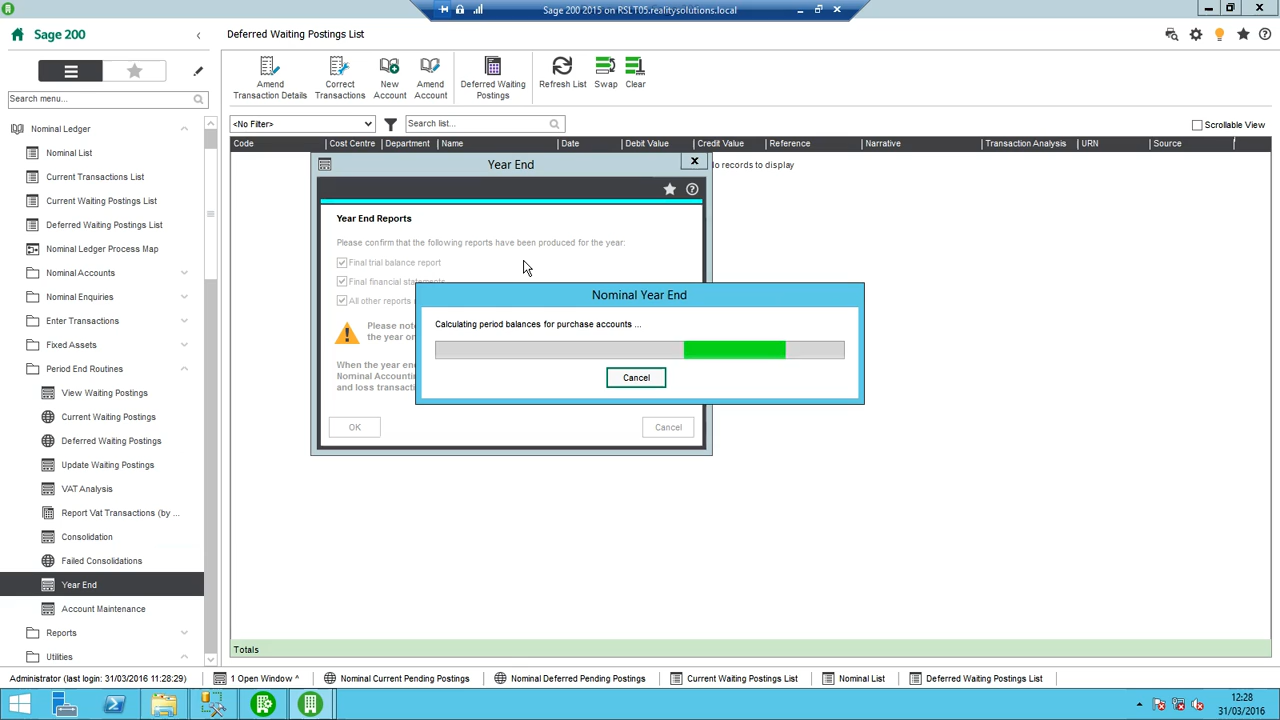 Sage 200 2015 on RSLT05.realitysolutions.local
Sage 200
Deferred Waiting Postings List
Amend Transaction Details
Correct Transactions
New Account
Amend Account
Deferred Waiting Postings
Refresh List
Swap
Clear
Search menu...
<No Filter>
Search list...
Scrollable View
Code Cost Centre Department Name Date Debit Value Credit Value Reference Narrative Transaction Analysis URN Source
o records to display
Nominal Ledger
Nominal List
Current Transactions List
Current Waiting Postings List
Deferred Waiting Postings List
Nominal Ledger Process Map
Nominal Accounts
Nominal Enquiries
Enter Transactions
Fixed Assets
Period End Routines
View Waiting Postings
Current Waiting Postings
Deferred Waiting Postings
Update Waiting Postings
VAT Analysis
Report Vat Transactions (by ...
Consolidation
Failed Consolidations
Year End
Account Maintenance
Reports
Utilities
Year End
Year End Reports
Please confirm that the following reports have been produced for the year:
Final trial balance report
Final financial statements
All other reports
Please not
the year or
When the year en
Nominal Accountin
and loss transacti
OK
Cancel
Nominal Year End
Calculating period balances for purchase accounts ...
Cancel
Totals
Administrator (last login: 31/03/2016 11:28:29)
1 Open Window ^
Nominal Current Pending Postings
Nominal Deferred Pending Postings
Current Waiting Postings List
Nominal List
Deferred Waiting Postings List
12:28
31/03/2016